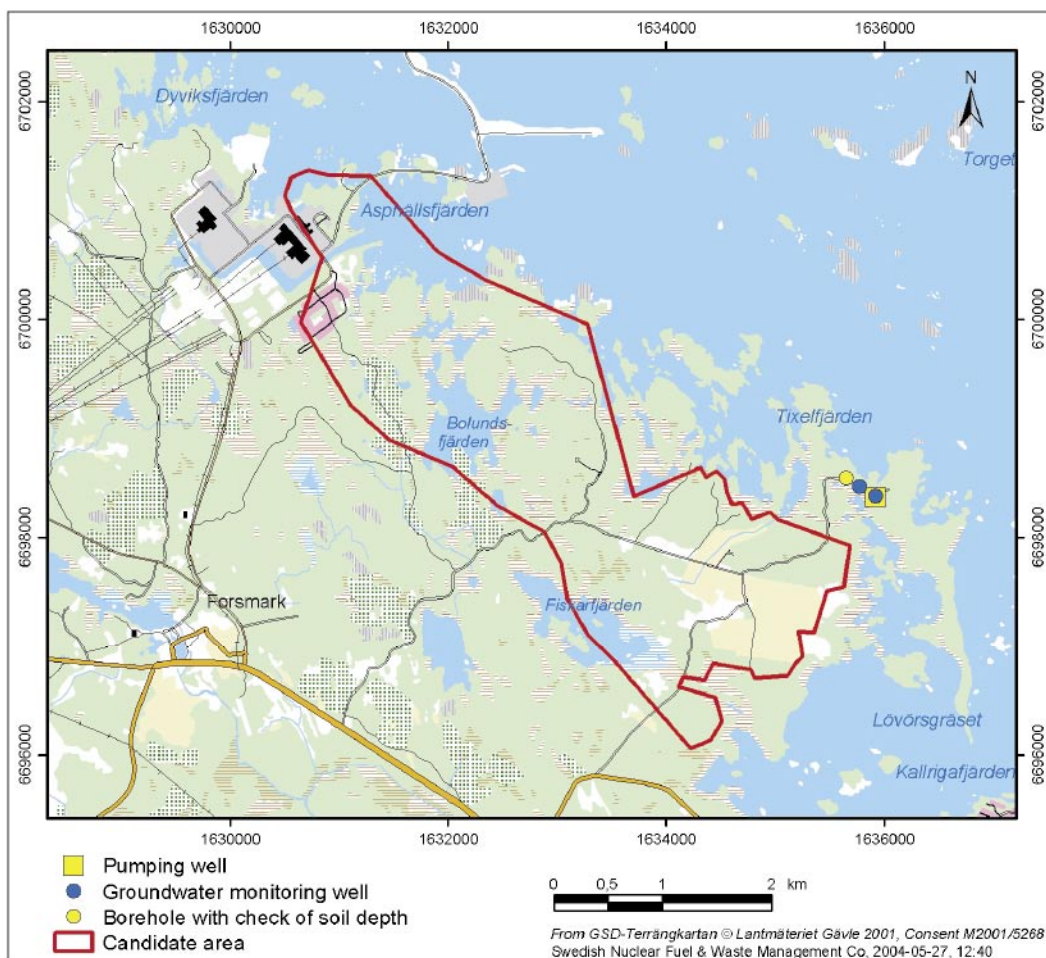 1630000 1632000 1634000 1636000
6702000 6702000
N
Dyviksfjärden
Torget
Asphällsfjärden
6700000 6700000
Tixelfjärden
Bolunds-
fjärden
6698000 6698000
Forsmark
Fiskarfjärden
Lövörsgräset
6696000 6696000
Kallrigafjärden
1630000 1632000 1634000 1636000
Pumping well
Groundwater monitoring well
Borehole with check of soil depth
Candidate area
0 0,5 1 2 km
From GSD-Terrängkartan © Lantmäteriet Gävle 2001, Consent M2001/5268
Swedish Nuclear Fuel & Waste Management Co, 2004-05-27, 12:40